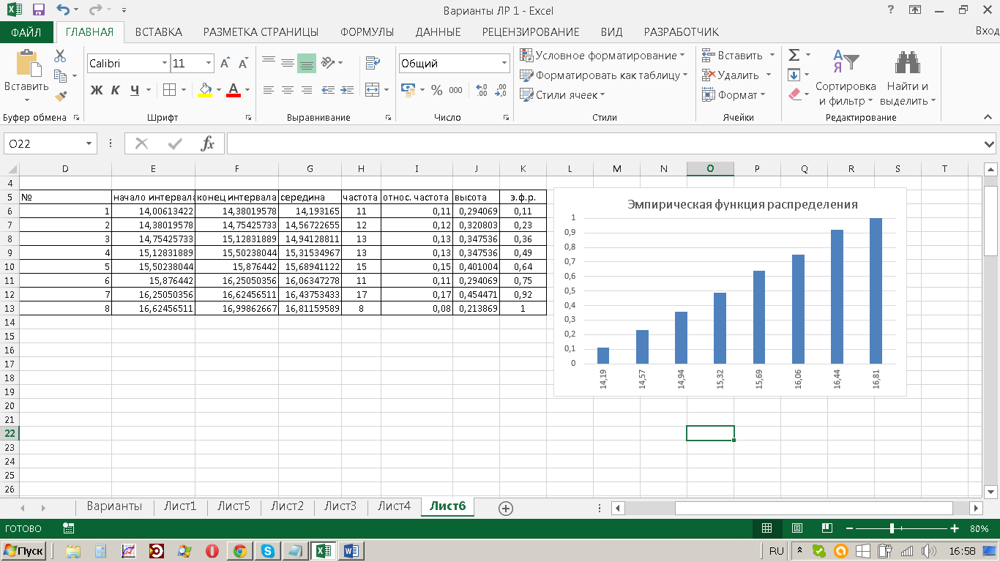 Варианты ЛР 1 - Excel
?
ФАЙЛ ГЛАВНАЯ ВСТАВКА РАЗМЕТКА СТРАНИЦЫ ФОРМУЛЫ ДАННЫЕ РЕЦЕНЗИРОВАНИЕ ВИД РАЗРАБОТЧИК Вход
Вставить
Буфер обмена
Calibri 11
Ж К Ч
Шрифт
Выравнивание
Общий
% 000
Число
Условное форматирование
Форматировать как таблицу
Стили ячеек
Стили
Вставить
Удалить
Формат
Ячейки
Σ
Сортировка и фильтр
Найти и выделить
Редактирование
O22 fx
D E F G H I J K L M N O P Q R S T
4
5 № начало интервала конец интервала середина частота относ. частота высота э.ф.р.
6 1 14,00613422 14,38019578 14,193165 11 0,11 0,294069 0,11
7 2 14,38019578 14,75425733 14,56722655 12 0,12 0,320803 0,23
8 3 14,75425733 15,12831889 14,94128811 13 0,13 0,347536 0,36
9 4 15,12831889 15,50238044 15,31534967 13 0,13 0,347536 0,49
10 5 15,50238044 15,876442 15,68941122 15 0,15 0,401004 0,64
11 6 15,876442 16,25050356 16,06347278 11 0,11 0,294069 0,75
12 7 16,25050356 16,62456511 16,43753433 17 0,17 0,454471 0,92
13 8 16,62456511 16,99862667 16,81159589 8 0,08 0,213869 1
14
15
16
17
18
19
20
21
22
23
24
25
26
Эмпирическая функция распределения
1
0,9
0,8
0,7
0,6
0,5
0,4
0,3
0,2
0,1
0
14,19 14,57 14,94 15,32 15,69 16,06 16,44 16,81
Варианты Лист1 Лист5 Лист2 Лист3 Лист4 Лист6
ГОТОВО 80%
Пуск RU 16:58